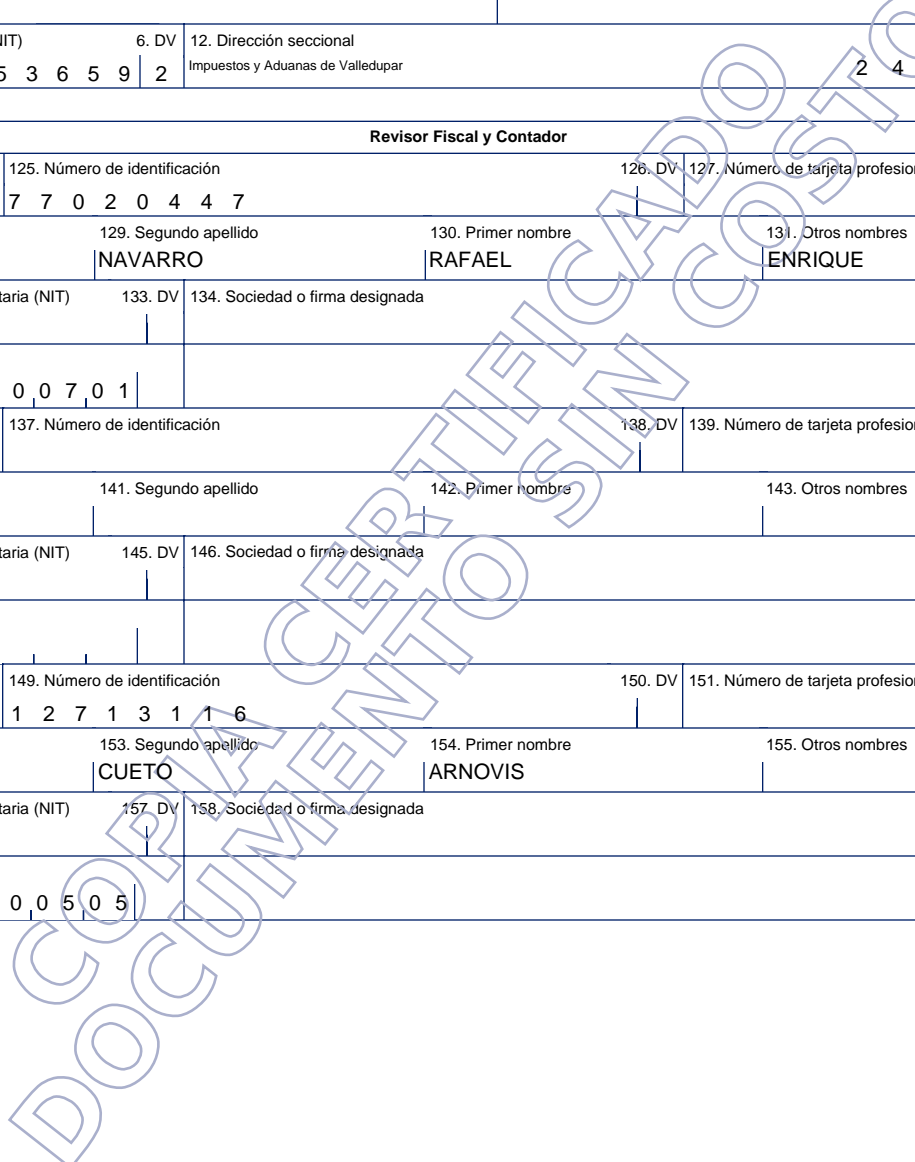 NIT) 6. DV 12. Dirección seccional
5 3 6 5 9 2 Impuestos y Aduanas de Valledupar 2 4
Revisor Fiscal y Contador
125. Número de identificación 126. DV 127. Número de tarjeta profesion
7 7 0 2 0 4 4 7
129. Segundo apellido 130. Primer nombre 131. Otros nombres
NAVARRO RAFAEL ENRIQUE
taria (NIT) 133. DV 134. Sociedad o firma designada
0 0 7 0 1
137. Número de identificación 138. DV 139. Número de tarjeta profesion
141. Segundo apellido 142. Primer nombre 143. Otros nombres
taria (NIT) 145. DV 146. Sociedad o firma designada
149. Número de identificación 150. DV 151. Número de tarjeta profesion
1 2 7 1 3 1 1 6
153. Segundo apellido 154. Primer nombre 155. Otros nombres
CUETO ARNOVIS
taria (NIT) 157. DV 158. Sociedad o firma designada
0 0 5 0 5
COPIA CERTIFICADO
DOCUMENTO SIN COSTO